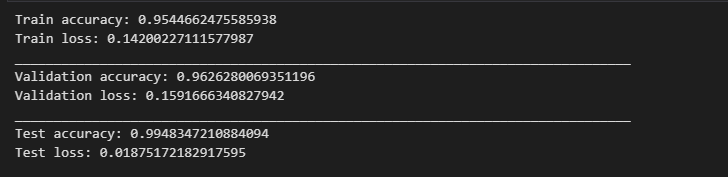 Train accuracy: 0.9544662475585938
Train loss: 0.14200227111577987
Validation accuracy: 0.9626280069351196
Validation loss: 0.1591666340827942
Test accuracy: 0.9948347210884094
Test loss: 0.01875172182917595